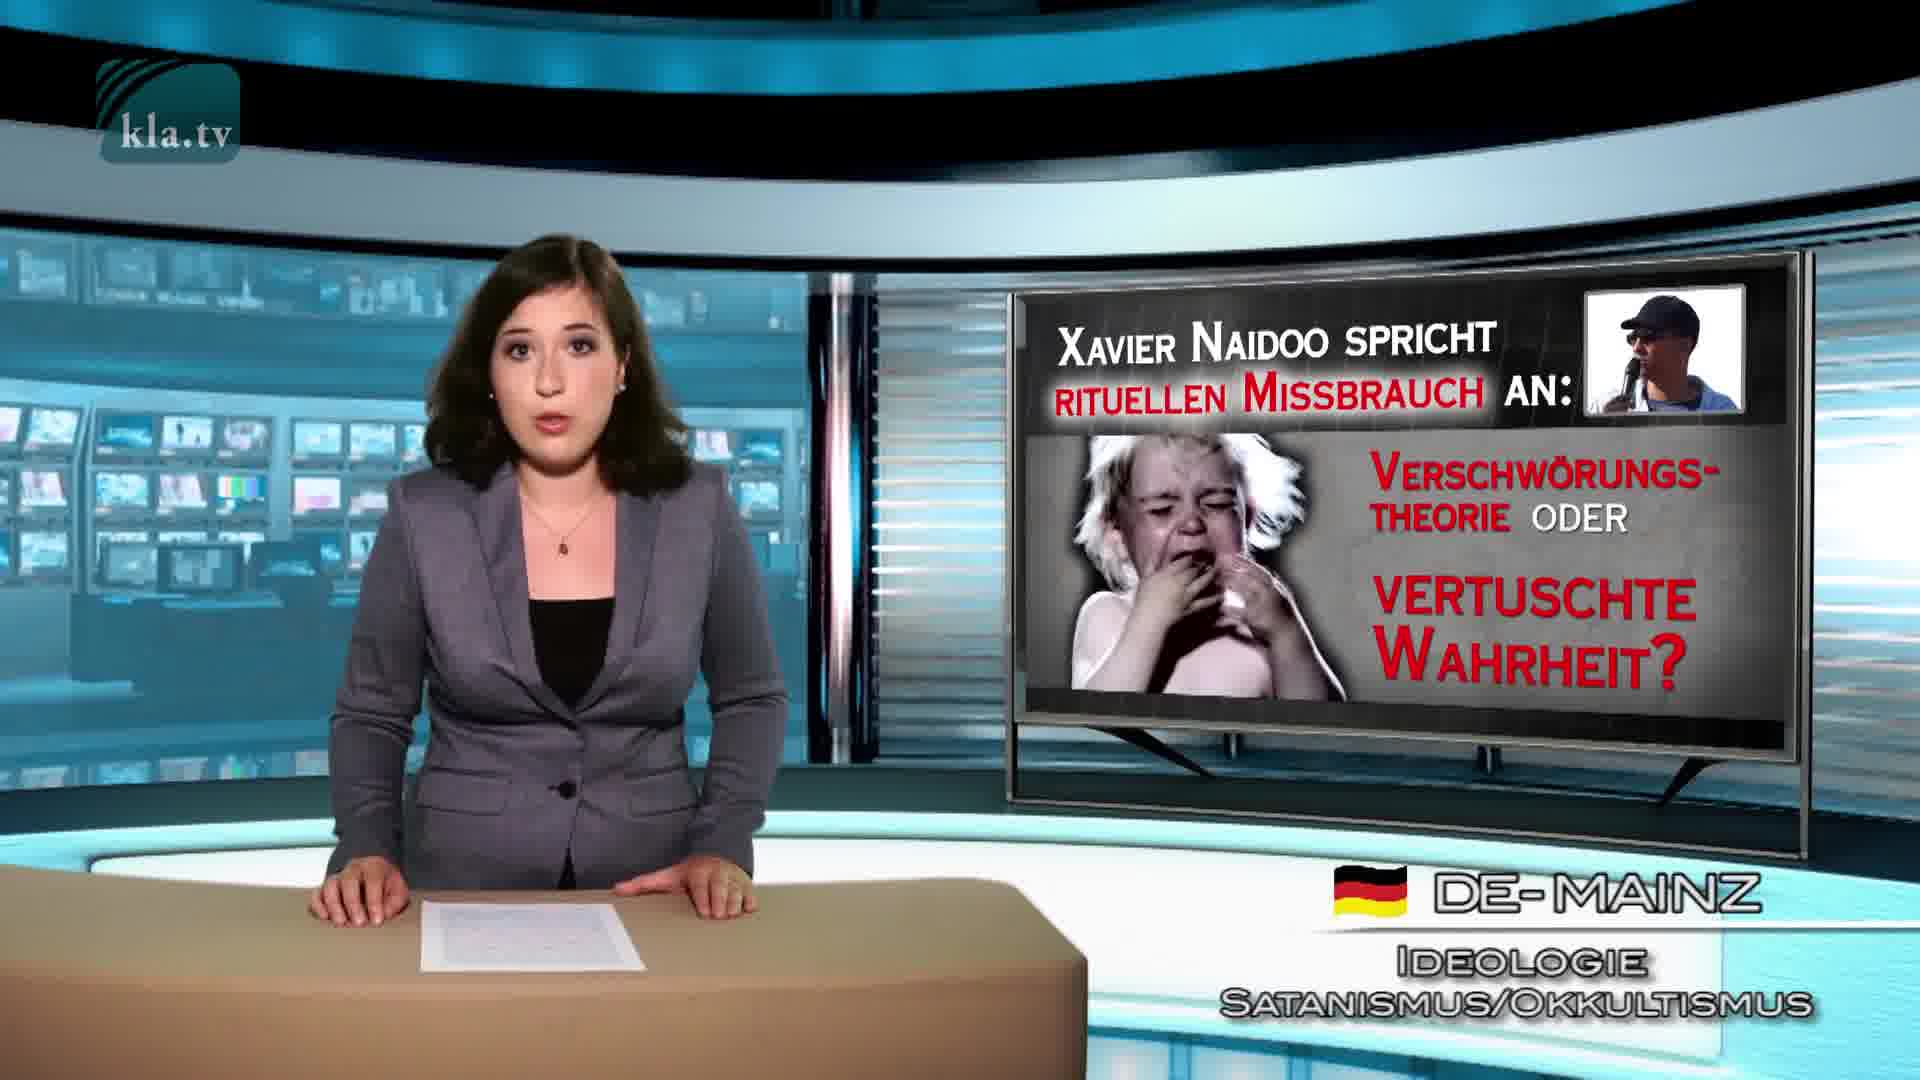 kla.tv
Xavier Naidoo spricht
rituellen Missbrauch an:
Verschwörungs-
theorie oder
vertuschte
Wahrheit?
DE-Mainz
Ideologie
Satanismus/Okkultismus